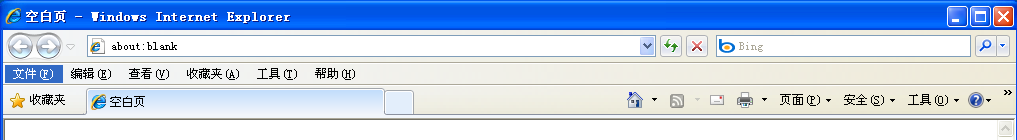 空白页 - Windows Internet Explorer
about:blank Bing
文件(F) 编辑(E) 查看(V) 收藏夹(A) 工具(T) 帮助(H)
收藏夹 空白页 页面(P) 安全(S) 工具(O)